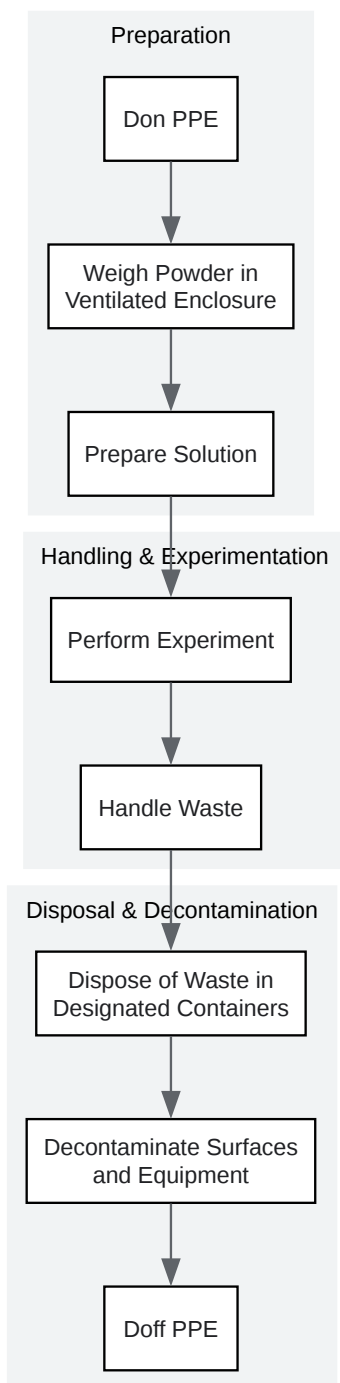 Preparation
Don PPE
Weigh Powder in
Ventilated Enclosure
Prepare Solution
Handling & Experimentation
Perform Experiment
Handle Waste
Disposal & Decontamination
Dispose of Waste in
Designated Containers
Decontaminate Surfaces
and Equipment
Doff PPE